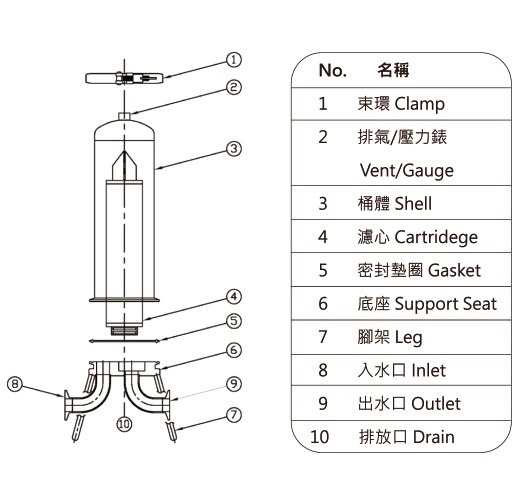 1
2
3
4
5
6
7
8
9
10
No. 名稱
1 束環 Clamp
2 排氣/壓力錶
Vent/Gauge
3 桶體 Shell
4 濾心 Cartridege
5 密封墊圈 Gasket
6 底座 Support Seat
7 腳架 Leg
8 入水口 Inlet
9 出水口 Outlet
10 排放口 Drain